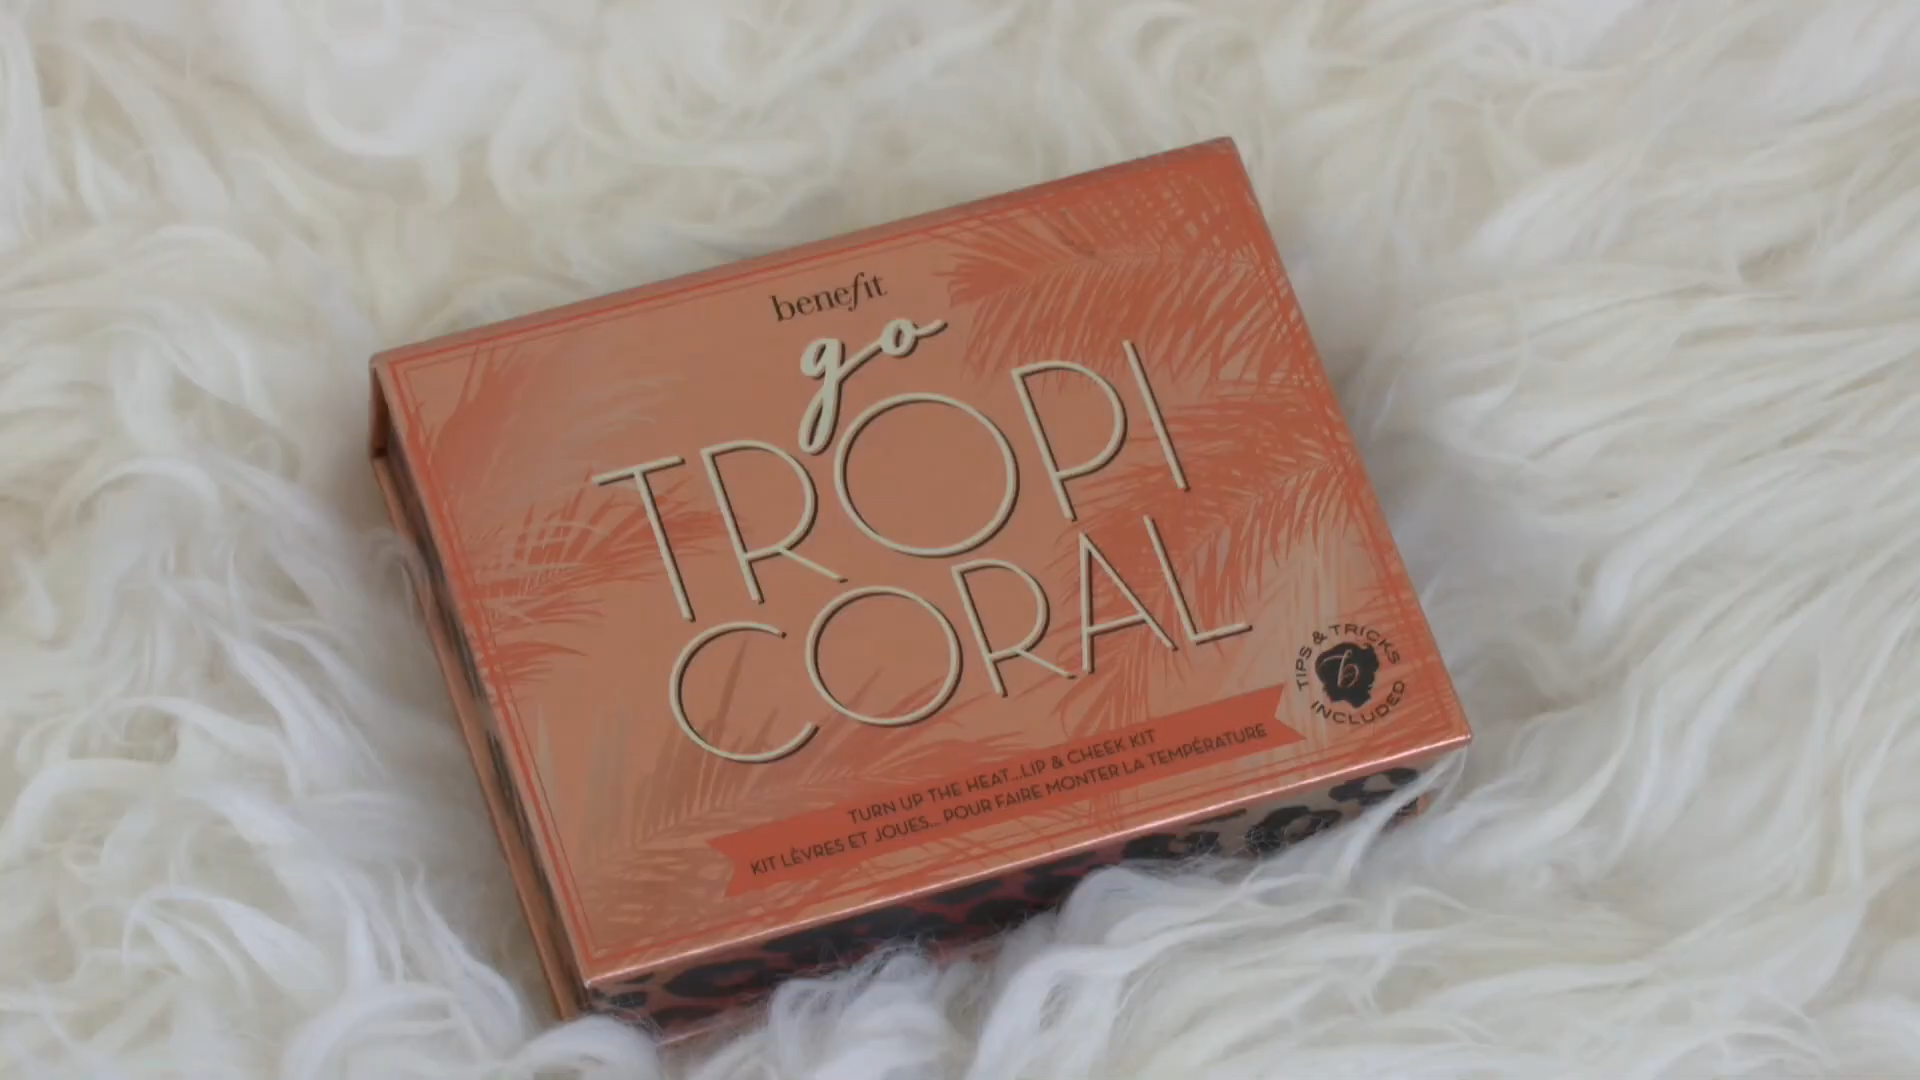 benefit
go
TROPI
CORAL
TIPS & TRICKS
b
INCLUDED
TURN UP THE HEAT...LIP & CHEEK KIT
KIT LÈVRES ET JOUES... POUR FAIRE MONTER LA TEMPÉRATURE